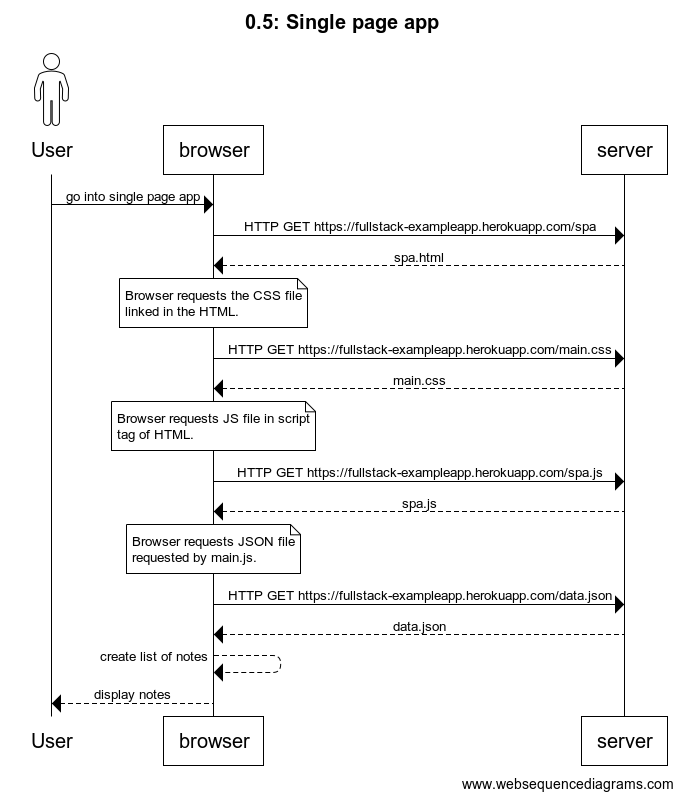 0.5: Single page app
User
browser
server
go into single page app
HTTP GET https://fullstack-exampleapp.herokuapp.com/spa
spa.html
Browser requests the CSS file
linked in the HTML.
HTTP GET https://fullstack-exampleapp.herokuapp.com/main.css
main.css
Browser requests JS file in script
tag of HTML.
HTTP GET https://fullstack-exampleapp.herokuapp.com/spa.js
spa.js
Browser requests JSON file
requested by main.js.
HTTP GET https://fullstack-exampleapp.herokuapp.com/data.json
data.json
create list of notes
display notes
User
browser
server
www.websequencediagrams.com